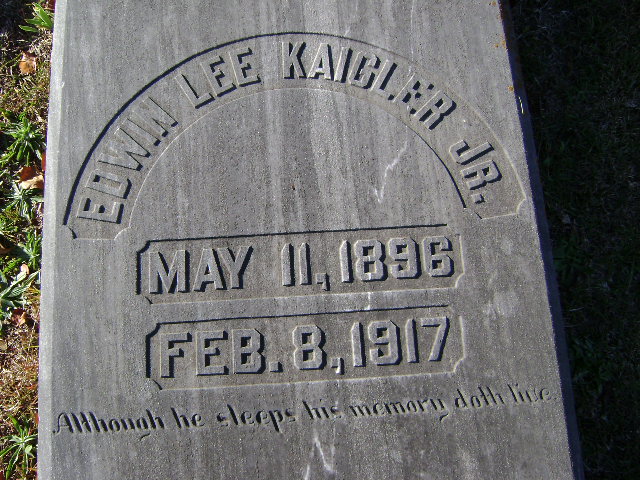 EDWIN LEE KAIGLER JR.
MAY 11, 1896
FEB. 8, 1917
Although he sleeps his memory doth live